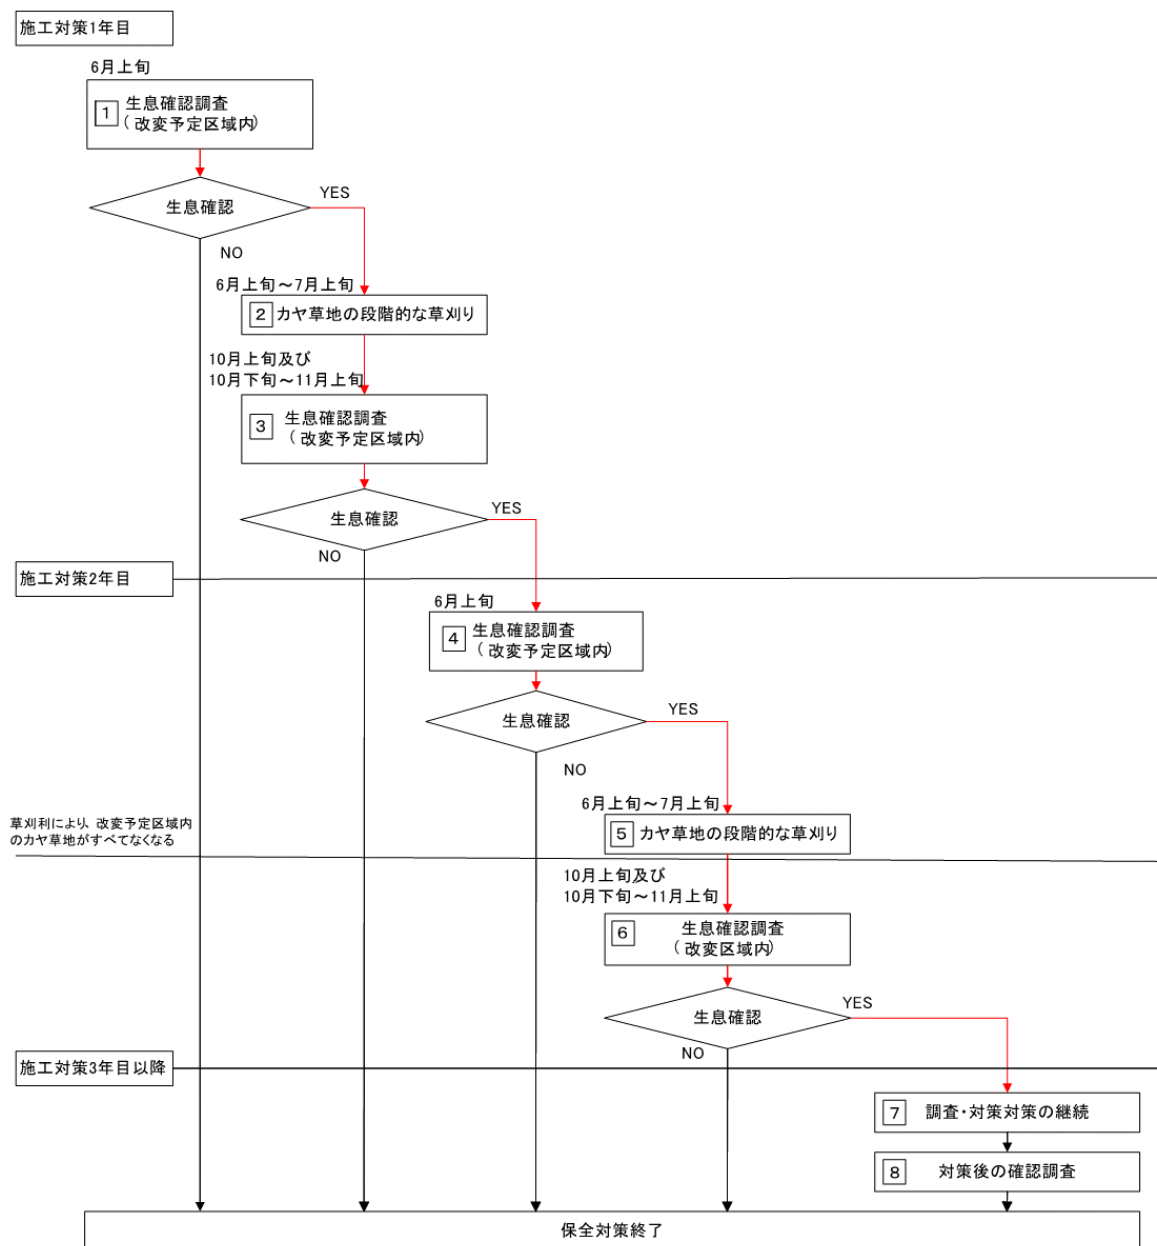 施工対策1年目
6月上旬
1
生息確認調査
(改変予定区域内)
生息確認
YES
NO
6月上旬～7月上旬
2 カヤ草地の段階的な草刈り
10月上旬及び
10月下旬～11月上旬
3
生息確認調査
(改変予定区域内)
生息確認
YES
NO
施工対策2年目
6月上旬
4
生息確認調査
(改変予定区域内)
生息確認
YES
NO
6月上旬～7月上旬
草刈利により、改変予定区域内
のカヤ草地がすべてなくなる
5 カヤ草地の段階的な草刈り
10月上旬及び
10月下旬～11月上旬
6 生息確認調査
(改変区域内)
生息確認
YES
NO
施工対策3年目以降
7 調査・対策対策の継続
8 対策後の確認調査
保全対策終了